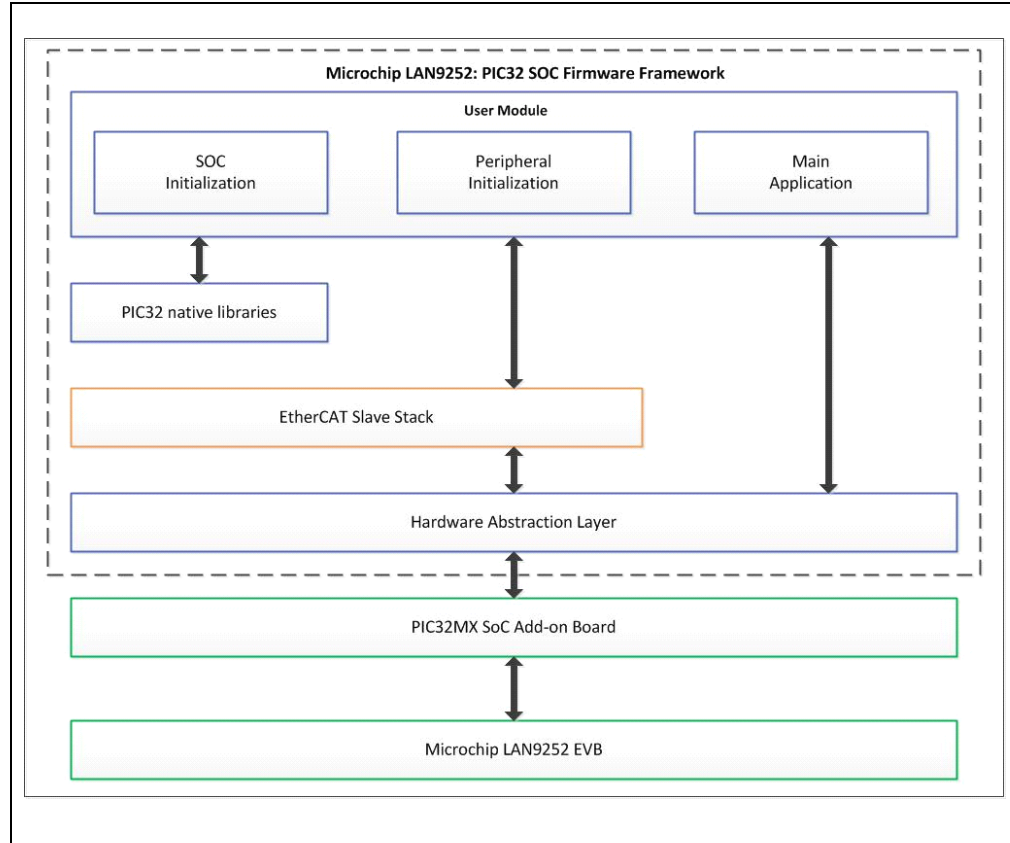 Microchip LAN9252: PIC32 SOC Firmware Framework
User Module
SOC
Initialization
Peripheral
Initialization
Main
Application
PIC32 native libraries
EtherCAT Slave Stack
Hardware Abstraction Layer
PIC32MX SoC Add-on Board
Microchip LAN9252 EVB